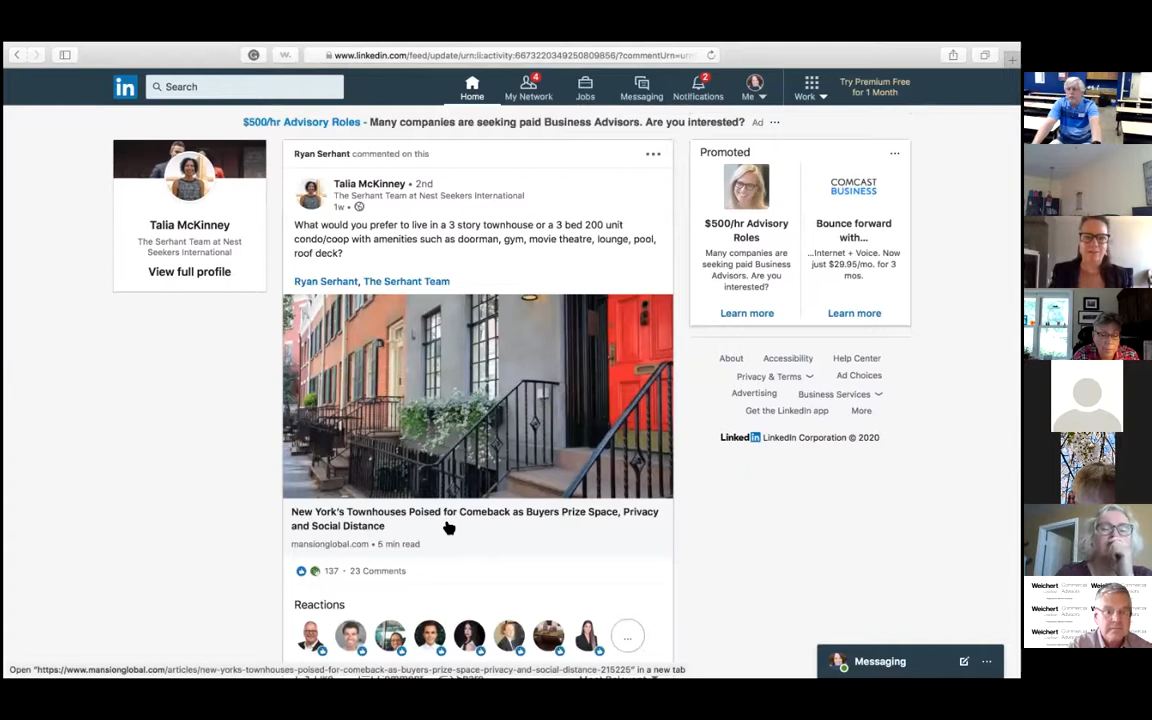 www.linkedin.com/feed/update/urn:li:activity:6673220349250809856/?commentUrn=urn
in
Search
Home
4
My Network
Jobs
Messaging
2
Notifications
Me
Work
Try Premium Free
for 1 Month
$500/hr Advisory Roles - Many companies are seeking paid Business Advisors. Are you interested? Ad ...
Talia McKinney
The Serhant Team at Nest
Seekers International
View full profile
Ryan Serhant commented on this
Talia McKinney • 2nd
The Serhant Team at Nest Seekers International
1w •
What would you prefer to live in a 3 story townhouse or a 3 bed 200 unit
condo/coop with amenities such as doorman, gym, movie theatre, lounge, pool,
roof deck?
Ryan Serhant, The Serhant Team
New York's Townhouses Poised for Comeback as Buyers Prize Space, Privacy
and Social Distance
mansionglobal.com • 5 min read
137 · 23 Comments
Reactions
...
Open "https://www.mansionglobal.com/articles/new-yorks-townhouses-poised-for-comeback-as-buyers-prize-space-privacy-and-social-distance-215225" in a new tab
Promoted
$500/hr Advisory
Roles
Many companies are
seeking paid Business
Advisors. Are you
interested?
Learn more
COMCAST
BUSINESS
Bounce forward
with...
...Internet + Voice. Now
just $29.95/mo. for 3
mos.
Learn more
About Accessibility Help Center
Privacy & Terms Ad Choices
Advertising Business Services
Get the LinkedIn app More
Linked in LinkedIn Corporation © 2020
Messaging
Weichert
Weichert
Weichert